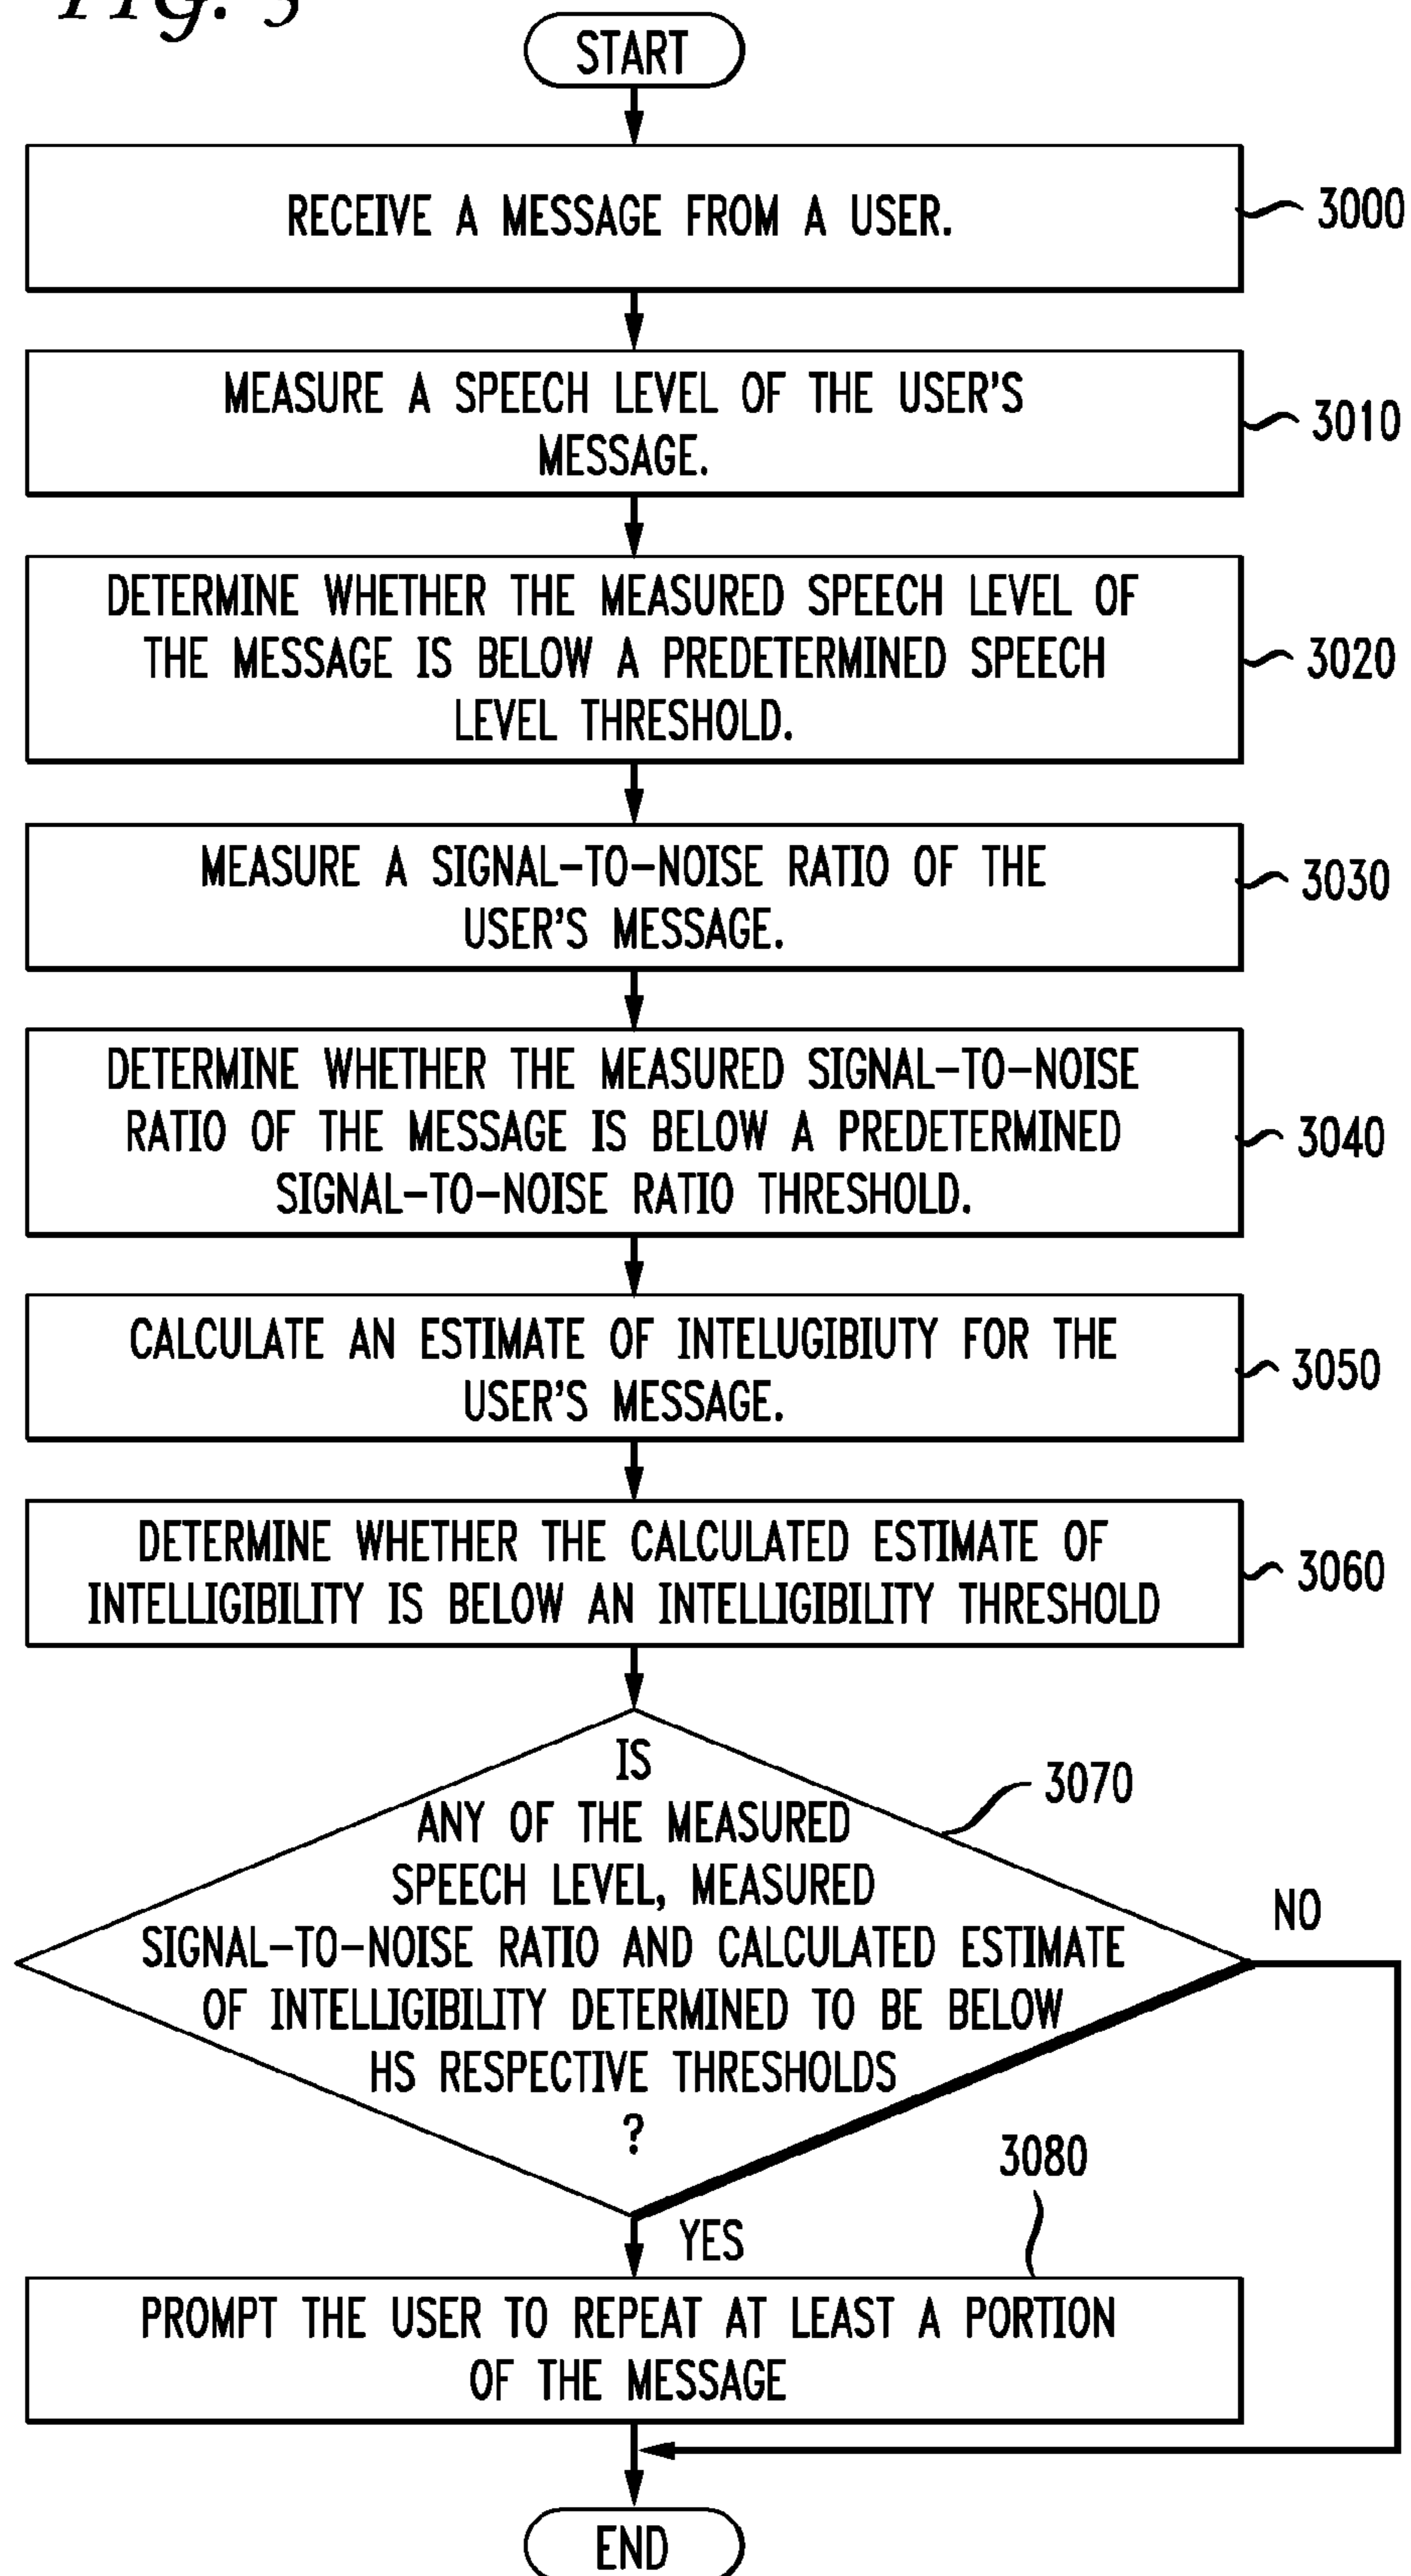 FIG. 3
START
RECEIVE A MESSAGE FROM A USER.
3000
MEASURE A SPEECH LEVEL OF THE USER'S
MESSAGE.
3010
DETERMINE WHETHER THE MEASURED SPEECH LEVEL OF
THE MESSAGE IS BELOW A PREDETERMINED SPEECH
LEVEL THRESHOLD.
3020
MEASURE A SIGNAL-TO-NOISE RATIO OF THE
USER'S MESSAGE.
3030
DETERMINE WHETHER THE MEASURED SIGNAL-TO-NOISE
RATIO OF THE MESSAGE IS BELOW A PREDETERMINED
SIGNAL-TO-NOISE RATIO THRESHOLD.
3040
CALCULATE AN ESTIMATE OF INTELUGIBIUTY FOR THE
USER'S MESSAGE.
3050
DETERMINE WHETHER THE CALCULATED ESTIMATE OF
INTELLIGIBILITY IS BELOW AN INTELLIGIBILITY THRESHOLD
3060
IS
ANY OF THE MEASURED
SPEECH LEVEL, MEASURED
SIGNAL-TO-NOISE RATIO AND CALCULATED ESTIMATE
OF INTELLIGIBILITY DETERMINED TO BE BELOW
HS RESPECTIVE THRESHOLDS
?
3070
NO
YES
3080
PROMPT THE USER TO REPEAT AT LEAST A PORTION
OF THE MESSAGE
END